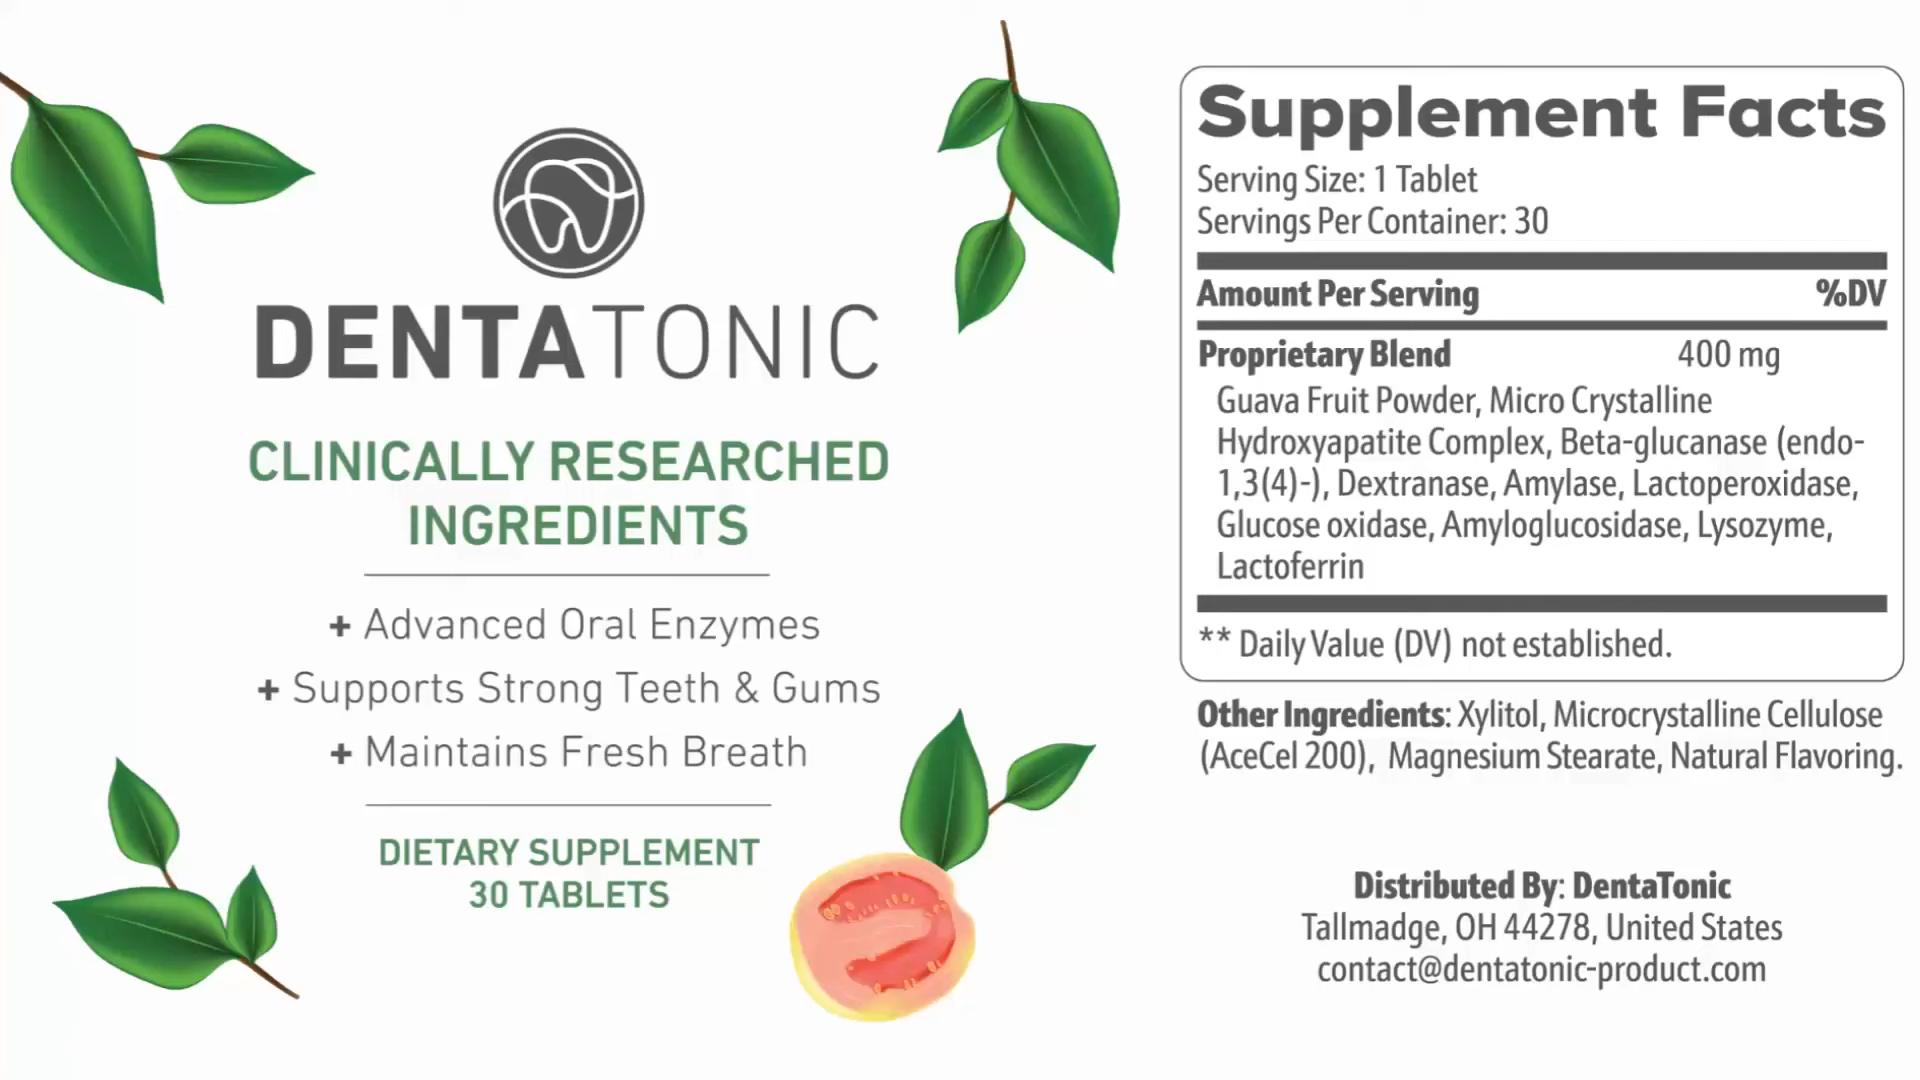 DENTATONIC
CLINICALLY RESEARCHED
INGREDIENTS
+ Advanced Oral Enzymes
+ Supports Strong Teeth & Gums
+ Maintains Fresh Breath
DIETARY SUPPLEMENT
30 TABLETS
Supplement Facts
Serving Size: 1 Tablet
Servings Per Container: 30
Amount Per Serving %DV
Proprietary Blend 400 mg
Guava Fruit Powder, Micro Crystalline
Hydroxyapatite Complex, Beta-glucanase (endo-
1,3(4)-), Dextranase, Amylase, Lactoperoxidase,
Glucose oxidase, Amyloglucosidase, Lysozyme,
Lactoferrin
** Daily Value (DV) not established.
Other Ingredients: Xylitol, Microcrystalline Cellulose
(AceCel 200), Magnesium Stearate, Natural Flavoring.
Distributed By: DentaTonic
Tallmadge, OH 44278, United States
contact@dentatonic-product.com